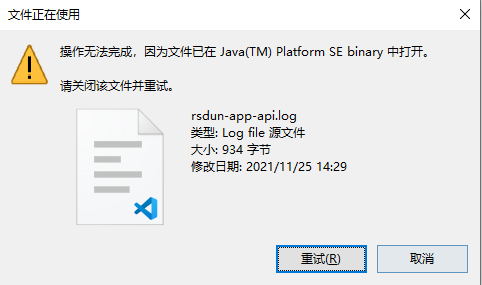 文件正在使用
操作无法完成，因为文件已在 Java(TM) Platform SE binary 中打开。
请关闭该文件并重试。
rsdun-app-api.log
类型: Log file 源文件
大小: 934 字节
修改日期: 2021/11/25 14:29
重试(R)
取消